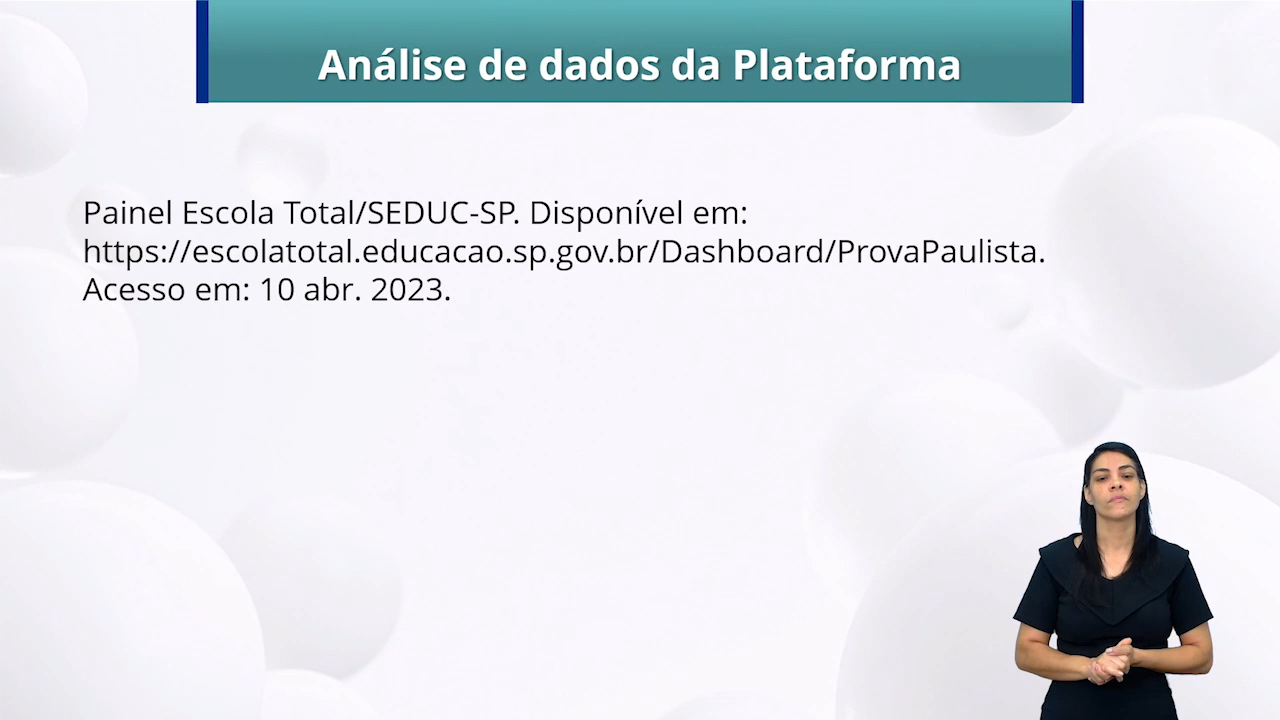 Análise de dados da Plataforma
Painel Escola Total/SEDUC-SP. Disponível em:
https://escolatotal.educacao.sp.gov.br/Dashboard/ProvaPaulista.
Acesso em: 10 abr. 2023.